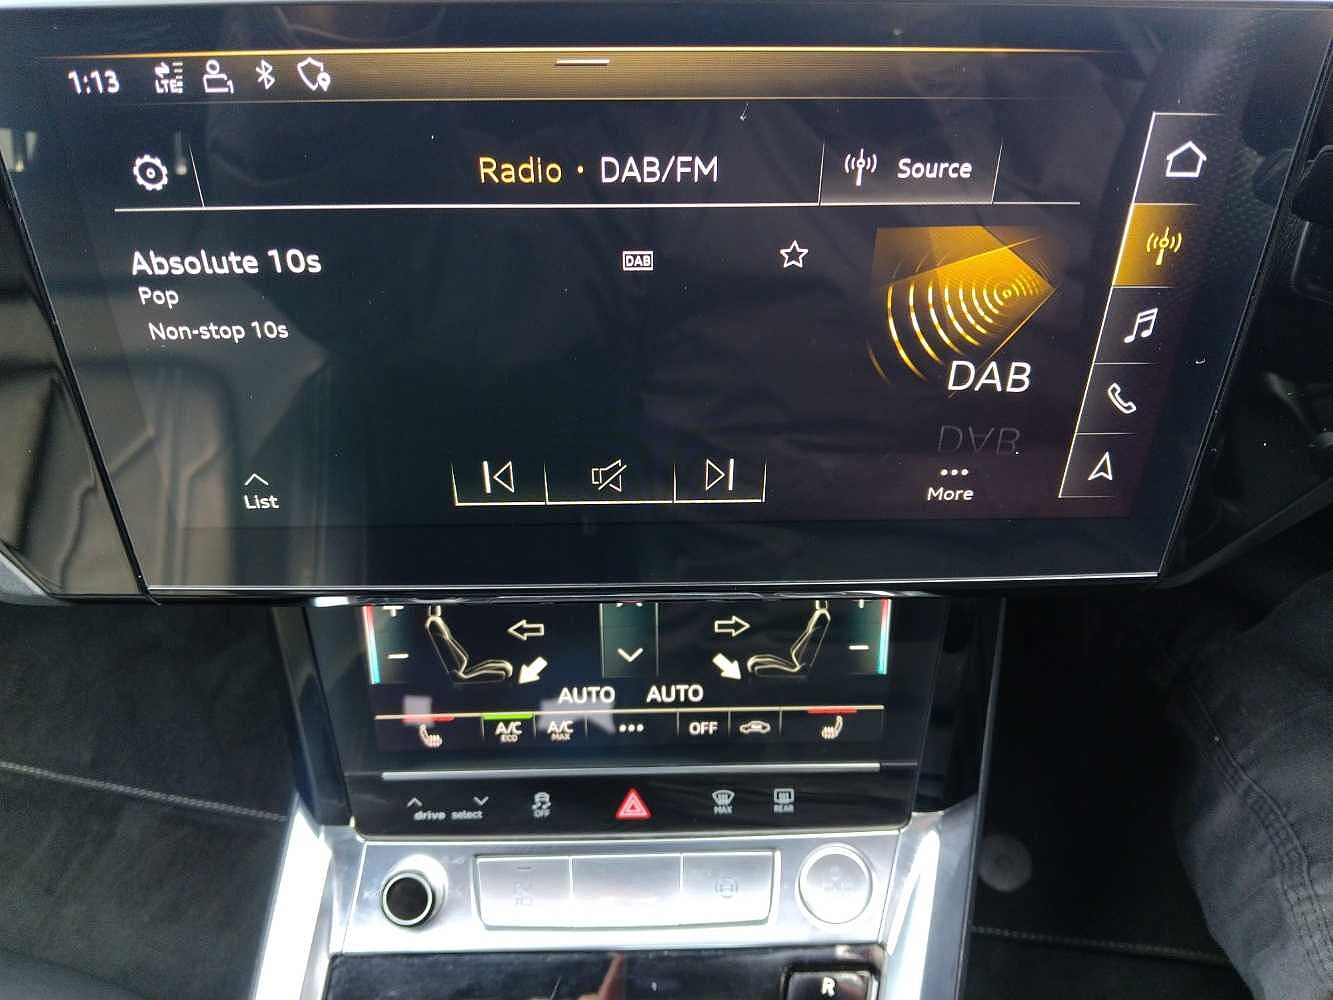 1:13 LTE 1
Radio • DAB/FM Source
Absolute 10s DAB
Pop
Non-stop 10s
DAB
List More
+ +
- -
AUTO AUTO
A/C ECO A/C MAX ••• OFF
drive select OFF MAX REAR
R